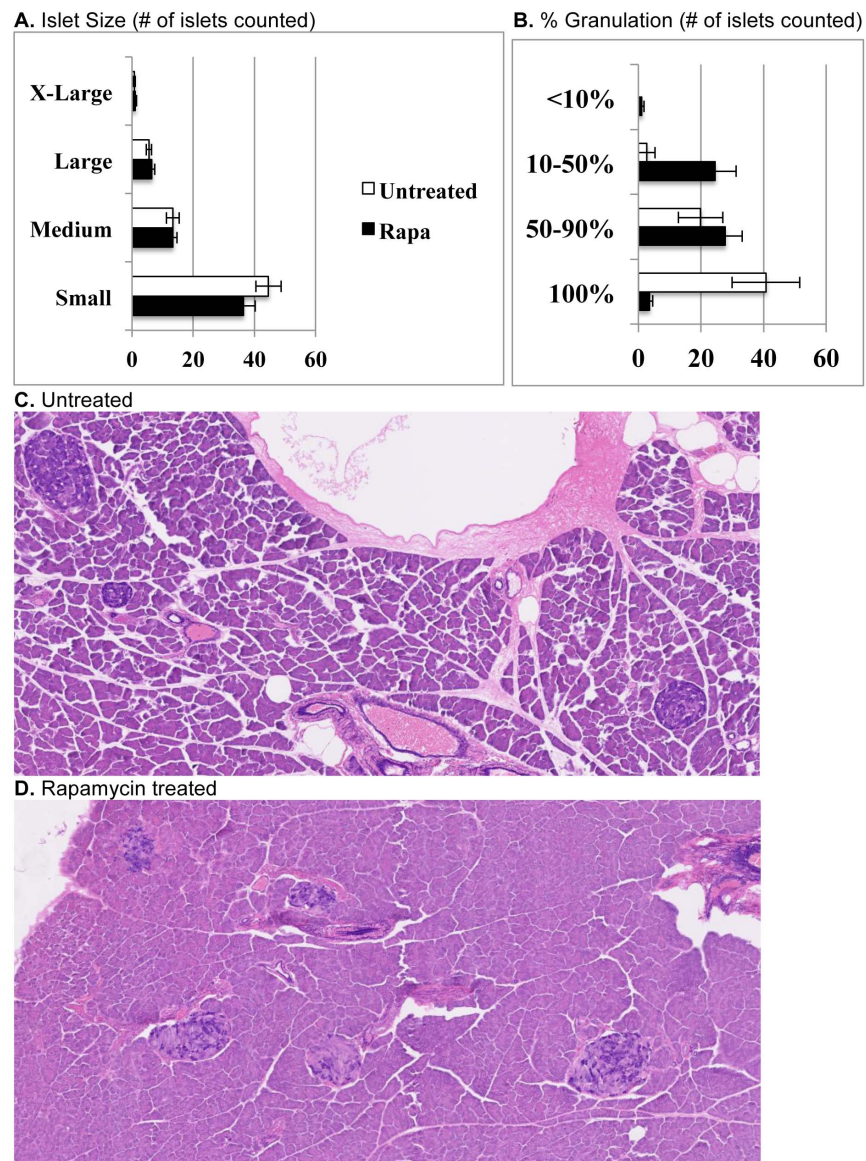 A. Islet Size (# of islets counted)
X-Large
Large
Medium
Small
0 20 40 60
Untreated
Rapa
B. % Granulation (# of islets counted)
<10%
10-50%
50-90%
100%
0 20 40 60
C. Untreated
D. Rapamycin treated